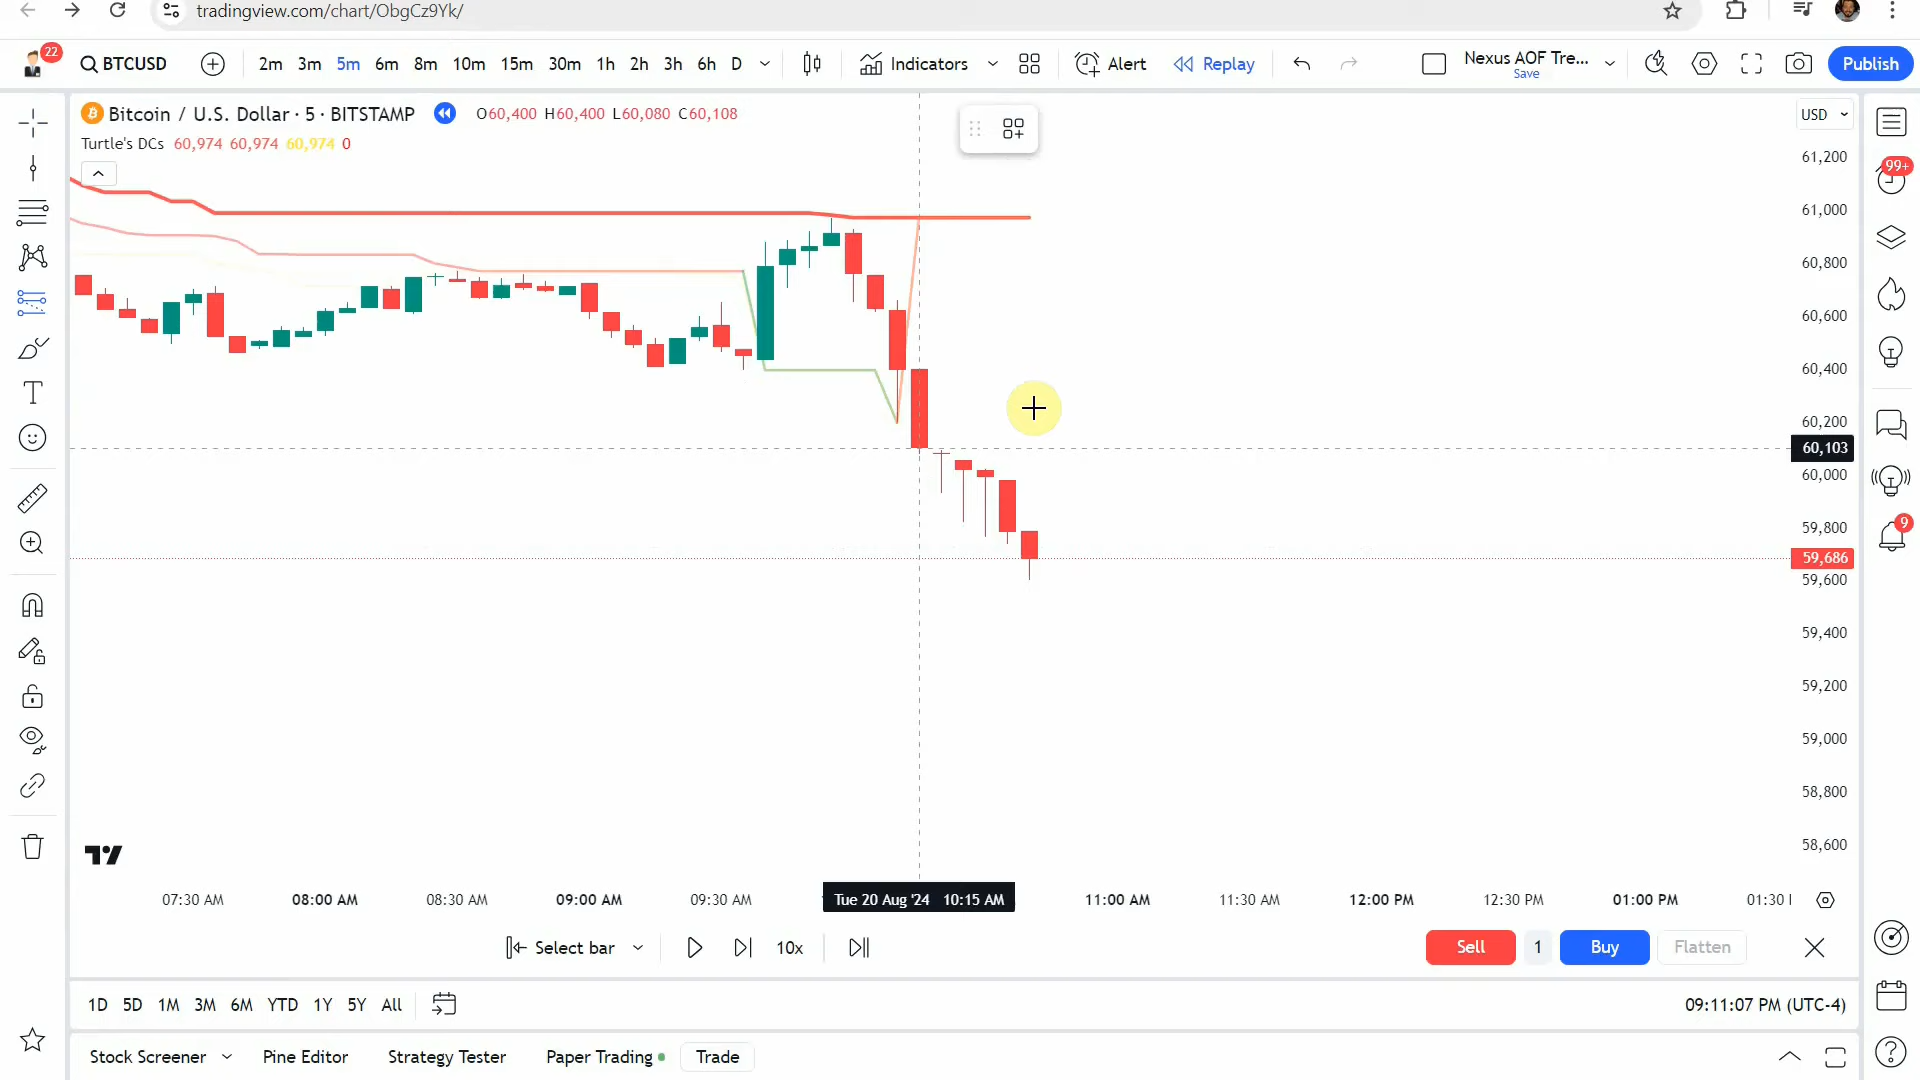 tradingview.com/chart/ObgCz9Yk/
22
BTCUSD
2m 3m 5m 6m 8m 10m 15m 30m 1h 2h 3h 6h D
Indicators
Alert
Replay
Nexus AOF Tre...
Save
Publish
Bitcoin / U.S. Dollar · 5 · BITSTAMP
O60,400 H60,400 L60,080 C60,108
Turtle's DCs 60,974 60,974 60,974 0
USD
61,200
61,000
60,800
60,600
60,400
60,200
60,103
60,000
59,800
59,686
59,600
59,400
59,200
59,000
58,800
58,600
99+
9
07:30 AM 08:00 AM 08:30 AM 09:00 AM 09:30 AM Tue 20 Aug '24 10:15 AM 11:00 AM 11:30 AM 12:00 PM 12:30 PM 01:00 PM 01:30
Select bar
10x
Sell 1 Buy Flatten
1D 5D 1M 3M 6M YTD 1Y 5Y All
09:11:07 PM (UTC-4)
Stock Screener Pine Editor Strategy Tester Paper Trading Trade